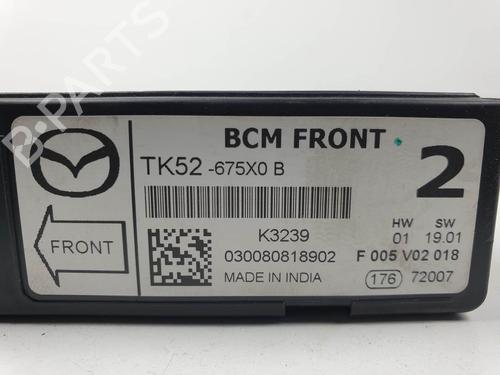 BCM FRONT
TK52 -675X0 B
2
FRONT
K3239
030080818902
MADE IN INDIA
HW SW
01 19.01
F 005 V02 018
176 72007
B-PARTS